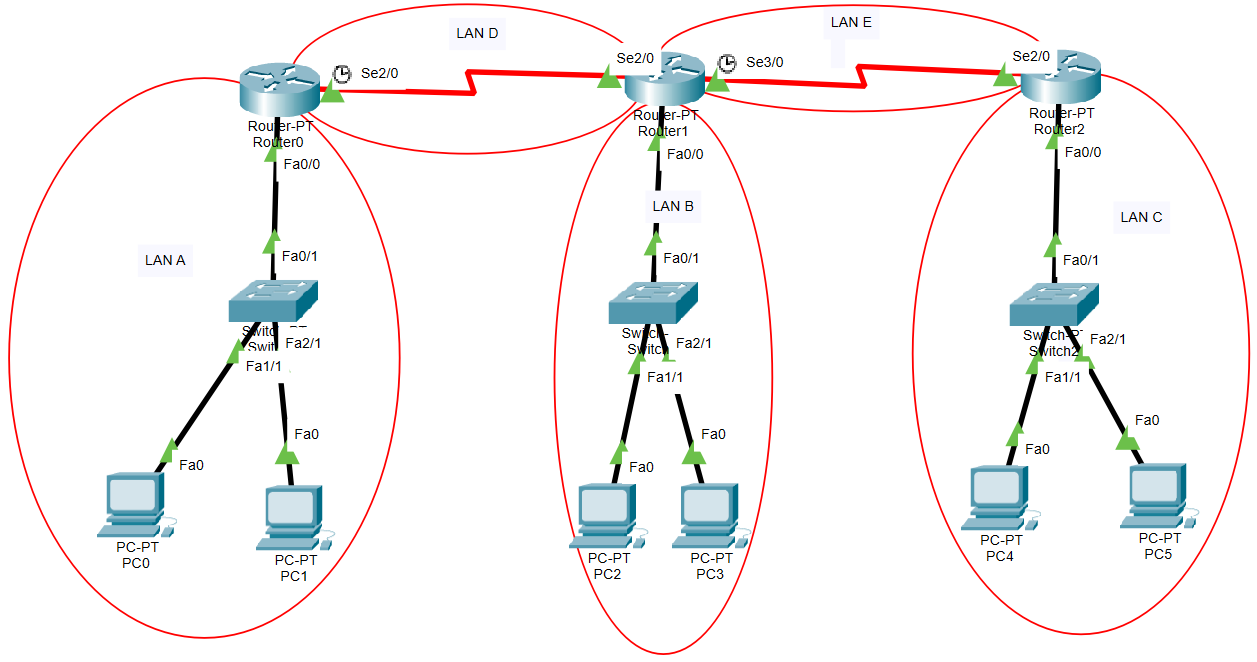 LAN D
LAN E
Se2/0
Se2/0
Se3/0
Se2/0
Router-PT
Router0
Router-PT
Router1
Router-PT
Router2
Fa0/0
Fa0/0
Fa0/0
LAN A
LAN B
LAN C
Fa0/1
Fa0/1
Fa0/1
Fa2/1
Fa1/1
Switch-
Switch
Fa2/1
Fa1/1
Switch2
Fa2/1
Fa1/1
Fa0
Fa0
Fa0
Fa0
Fa0
Fa0
PC-PT
PC0
PC-PT
PC1
PC-PT
PC2
PC-PT
PC3
PC-PT
PC4
PC-PT
PC5